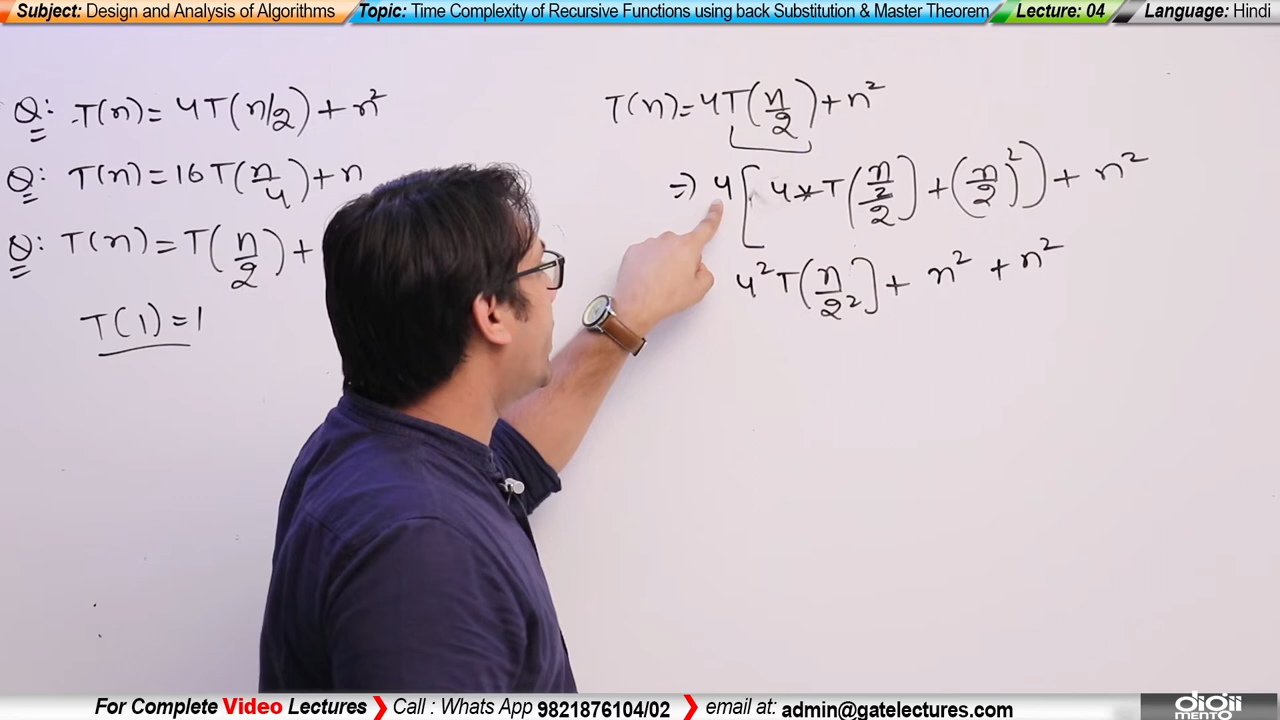 Subject: Design and Analysis of Algorithms Topic: Time Complexity of Recursive Functions using back Substitution & Master Theorem Lecture: 04 Language: Hindi
Q: T(n)=4T(n/2)+n²
Q: T(n)=16T(n/4)+n
Q: T(n)=T(n/2)+
T(1)=1
T(n)=4T(n/2)+n²
=) 4[4*T((n/2)/2]+(n/2)²)+n²
4²T(n/2²]+n²+n²
For Complete Video Lectures Call : Whats App 9821876104/02 email at: admin@gatelectures.com
digii
MENTO